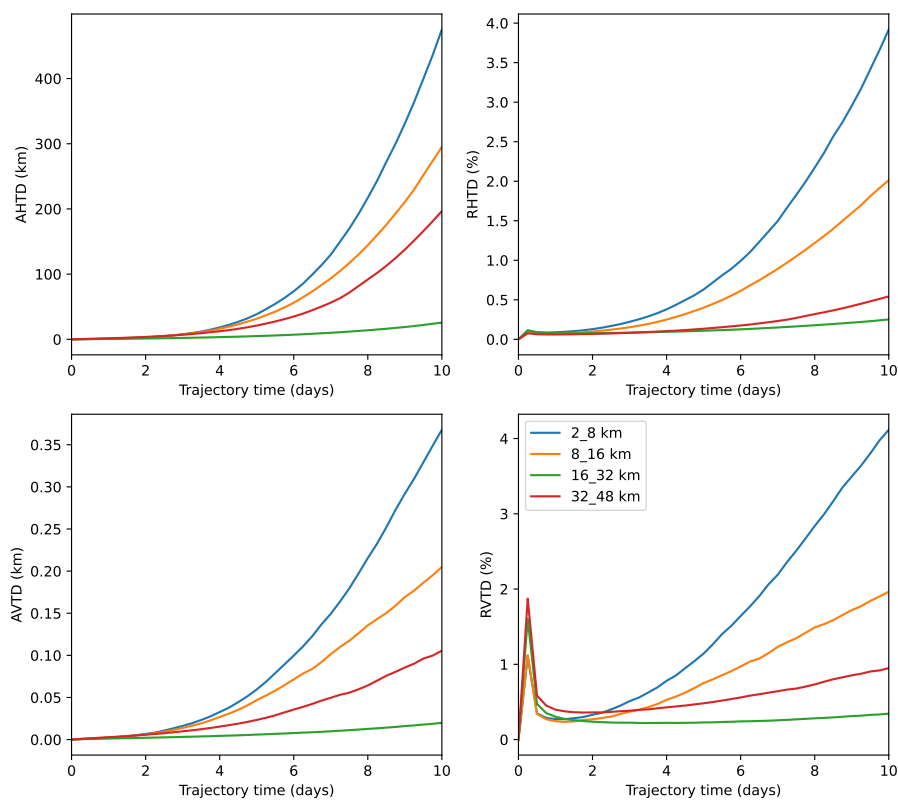 AHTD (km)
400
300
200
100
0
0 2 4 6 8 10
Trajectory time (days)
RHTD (%)
4.0
3.5
3.0
2.5
2.0
1.5
1.0
0.5
0.0
0 2 4 6 8 10
Trajectory time (days)
AVTD (km)
0.35
0.30
0.25
0.20
0.15
0.10
0.05
0.00
0 2 4 6 8 10
Trajectory time (days)
RVTD (%)
4
3
2
1
0
2_8 km
8_16 km
16_32 km
32_48 km
0 2 4 6 8 10
Trajectory time (days)